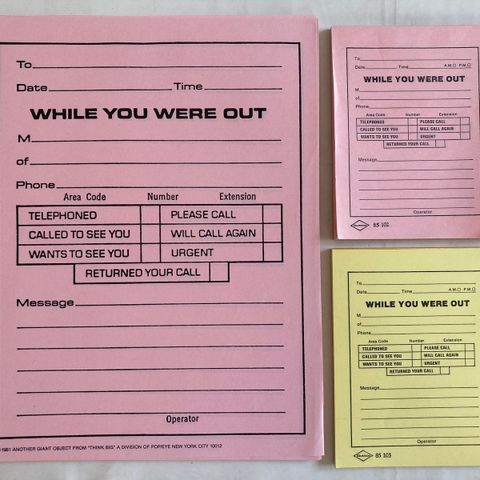 To
Date Time
WHILE YOU WERE OUT
M
of
Phone
Area Code Number Extension
TELEPHONED PLEASE CALL
CALLED TO SEE YOU WILL CALL AGAIN
WANTS TO SEE YOU URGENT
RETURNED YOUR CALL
Message
Operator
1981 ANOTHER GIANT OBJECT FROM "THINK BIG" A DIVISION OF POPEYE NEW YORK CITY 10012
To
Date Time A.M. P.M.
WHILE YOU WERE OUT
M
of
Phone
Area Code Number Extension
TELEPHONED PLEASE CALL
CALLED TO SEE YOU WILL CALL AGAIN
WANTS TO SEE YOU URGENT
RETURNED YOUR CALL
Message
Operator
85 102
To
Date Time A.M. P.M.
WHILE YOU WERE OUT
M
of
Phone
Area Code Number Extension
TELEPHONED PLEASE CALL
CALLED TO SEE YOU WILL CALL AGAIN
WANTS TO SEE YOU URGENT
RETURNED YOUR CALL
Message
Operator
85 103